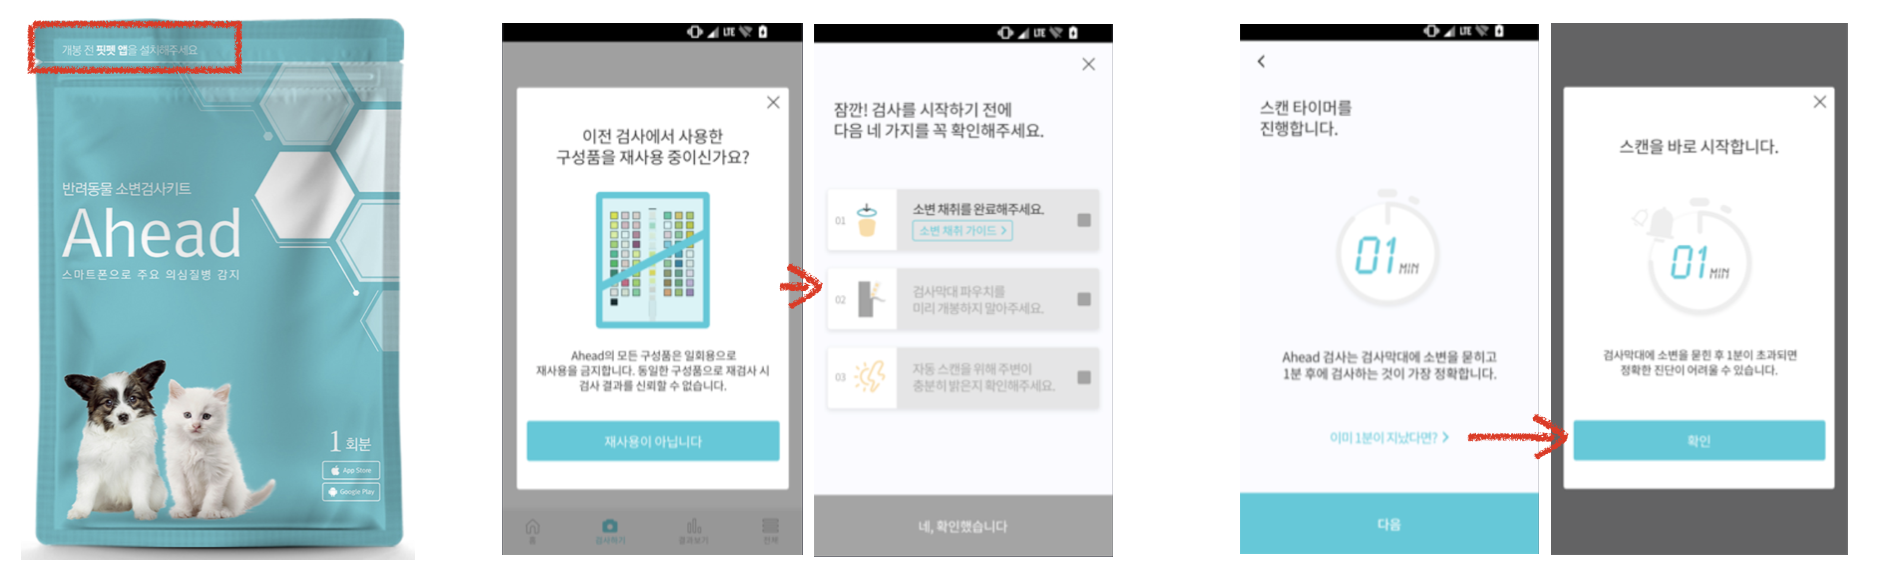 개봉 전 핏펫 앱을 설치해주세요
반려동물 소변검사키트
Ahead
스마트폰으로 주요 의심질병 감지
1 회분
App Store
Google Play
LTE
이전 검사에서 사용한
구성품을 재사용 중이신가요?
Ahead의 모든 구성품은 일회용으로
재사용을 금지합니다. 동일한 구성품으로 재검사 시
검사 결과를 신뢰할 수 없습니다.
재사용이 아닙니다
홈
검사하기
결과보기
전체
LTE
잠깐! 검사를 시작하기 전에
다음 네 가지를 꼭 확인해주세요.
01
소변 채취를 완료해주세요.
소변 채취 가이드 >
02
검사막대 파우치를
미리 개봉하지 말아주세요.
03
자동 스캔을 위해 주변이
충분히 밝은지 확인해주세요.
네, 확인했습니다
LTE
스캔 타이머를
진행합니다.
01 MIN
Ahead 검사는 검사막대에 소변을 묻히고
1분 후에 검사하는 것이 가장 정확합니다.
이미 1분이 지났다면? >
다음
스캔을 바로 시작합니다.
01 MIN
검사막대에 소변을 묻힌 후 1분이 초과되면
정확한 진단이 어려울 수 있습니다.
확인